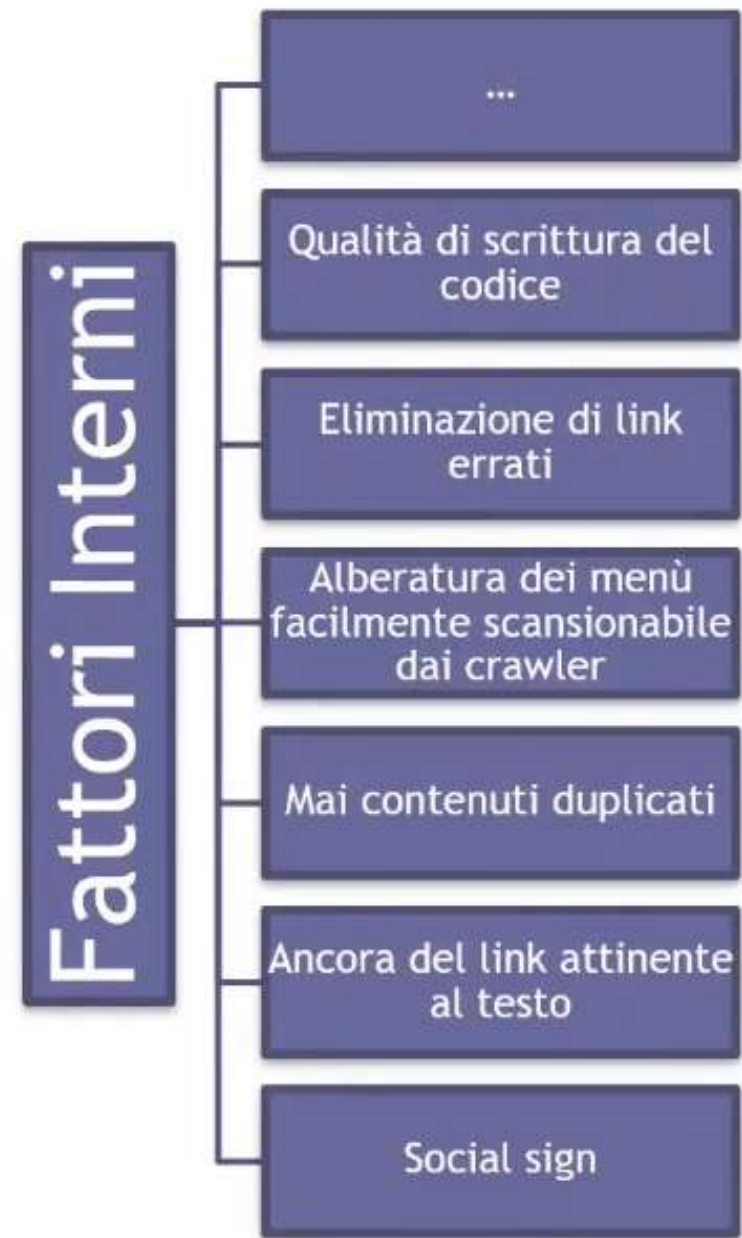 Fattori Interni
...
Qualità di scrittura del
codice
Eliminazione di link
errati
Alberatura dei menù
facilmente scansionabile
dai crawler
Mai contenuti duplicati
Ancora del link attinente
al testo
Social sign